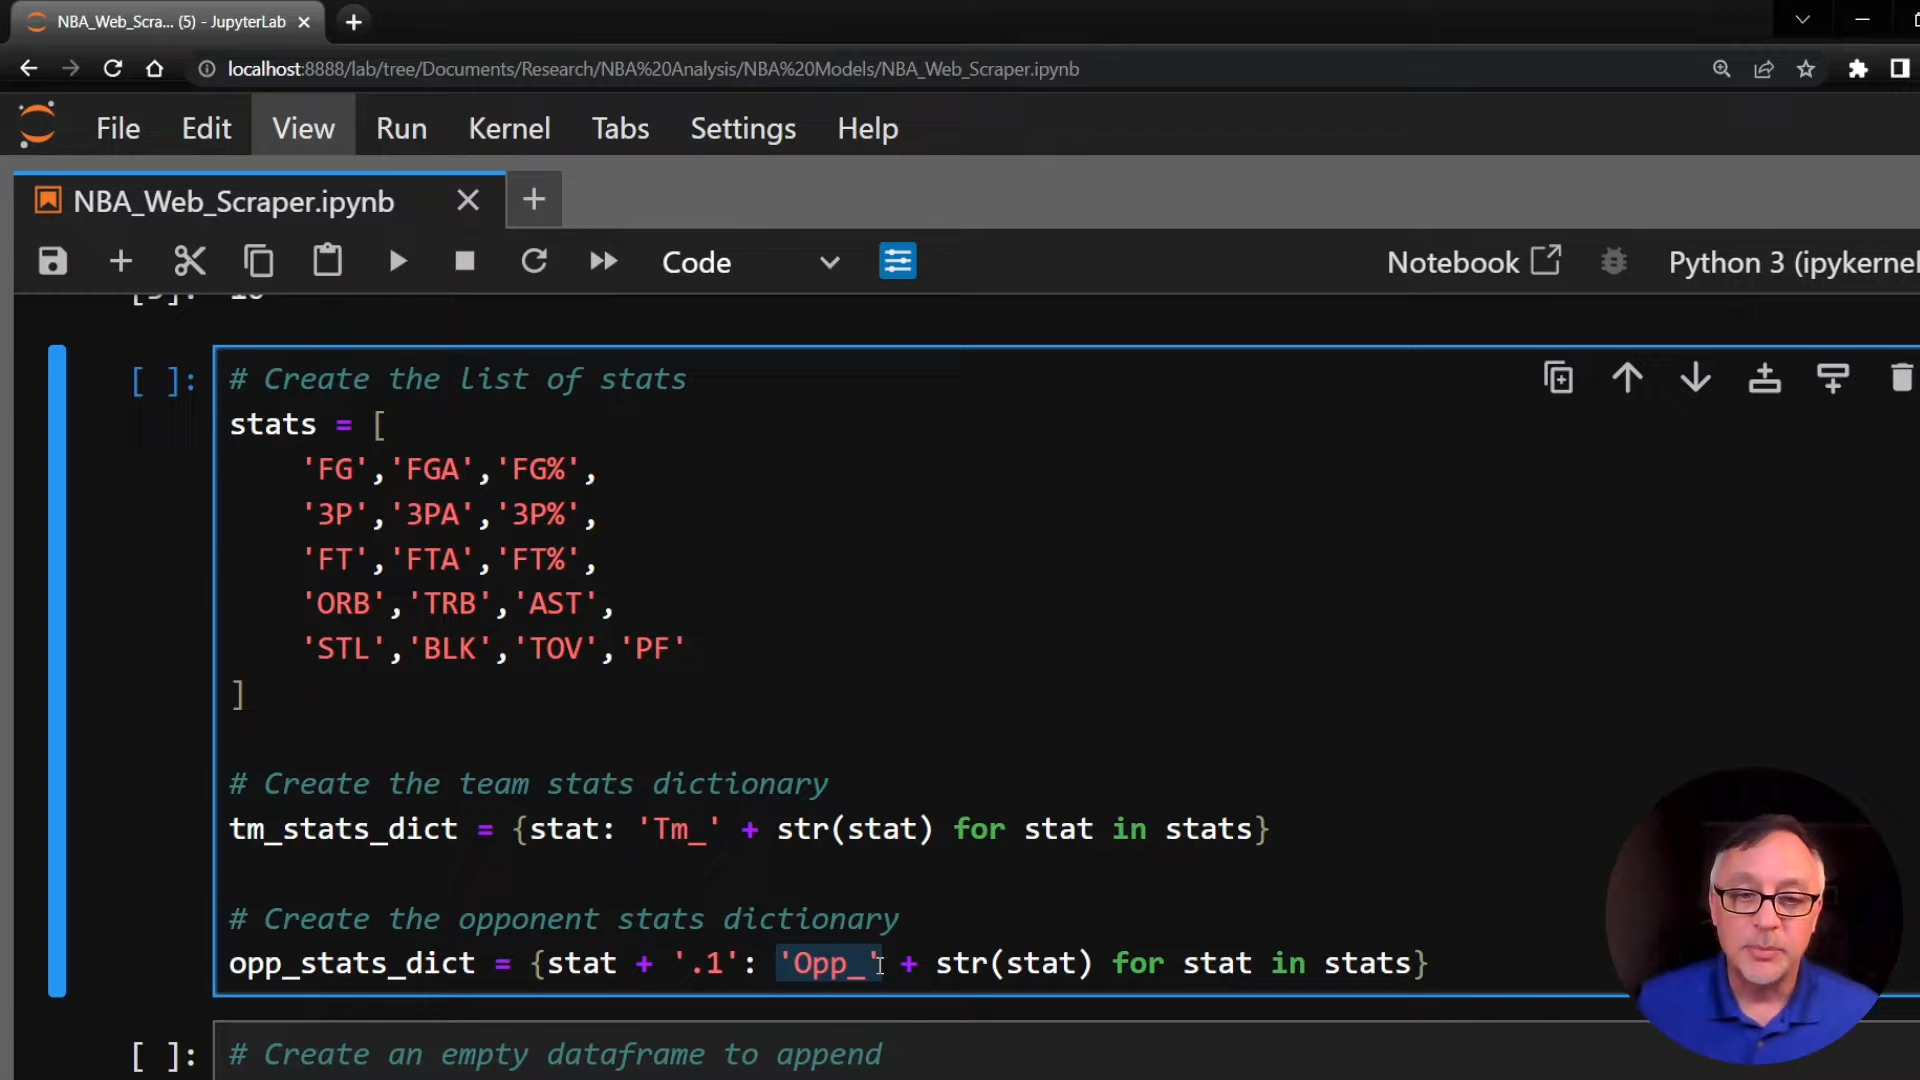 NBA_Web_Scra... (5) - JupyterLab
localhost:8888/lab/tree/Documents/Research/NBA%20Analysis/NBA%20Models/NBA_Web_Scraper.ipynb
File Edit View Run Kernel Tabs Settings Help
NBA_Web_Scraper.ipynb
Code Notebook Python 3 (ipykernel
[ ]: # Create the list of stats
stats = [
'FG','FGA','FG%',
'3P','3PA','3P%',
'FT','FTA','FT%',
'ORB','TRB','AST',
'STL','BLK','TOV','PF'
]
# Create the team stats dictionary
tm_stats_dict = {stat: 'Tm_' + str(stat) for stat in stats}
# Create the opponent stats dictionary
opp_stats_dict = {stat + '.1': 'Opp_' + str(stat) for stat in stats}
[ ]: # Create an empty dataframe to append